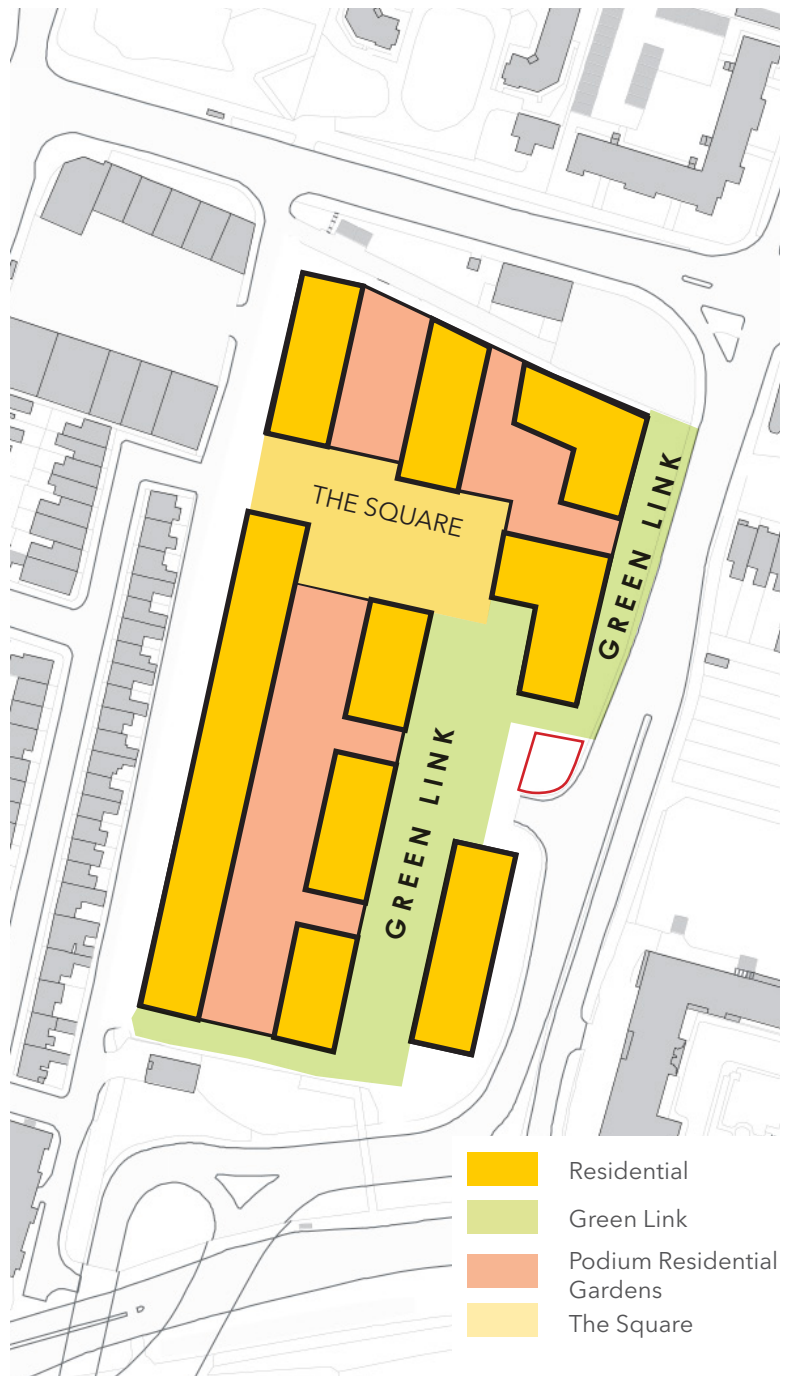 THE SQUARE
GREEN LINK
GREEN LINK
Residential
Green Link
Podium Residential
Gardens
The Square